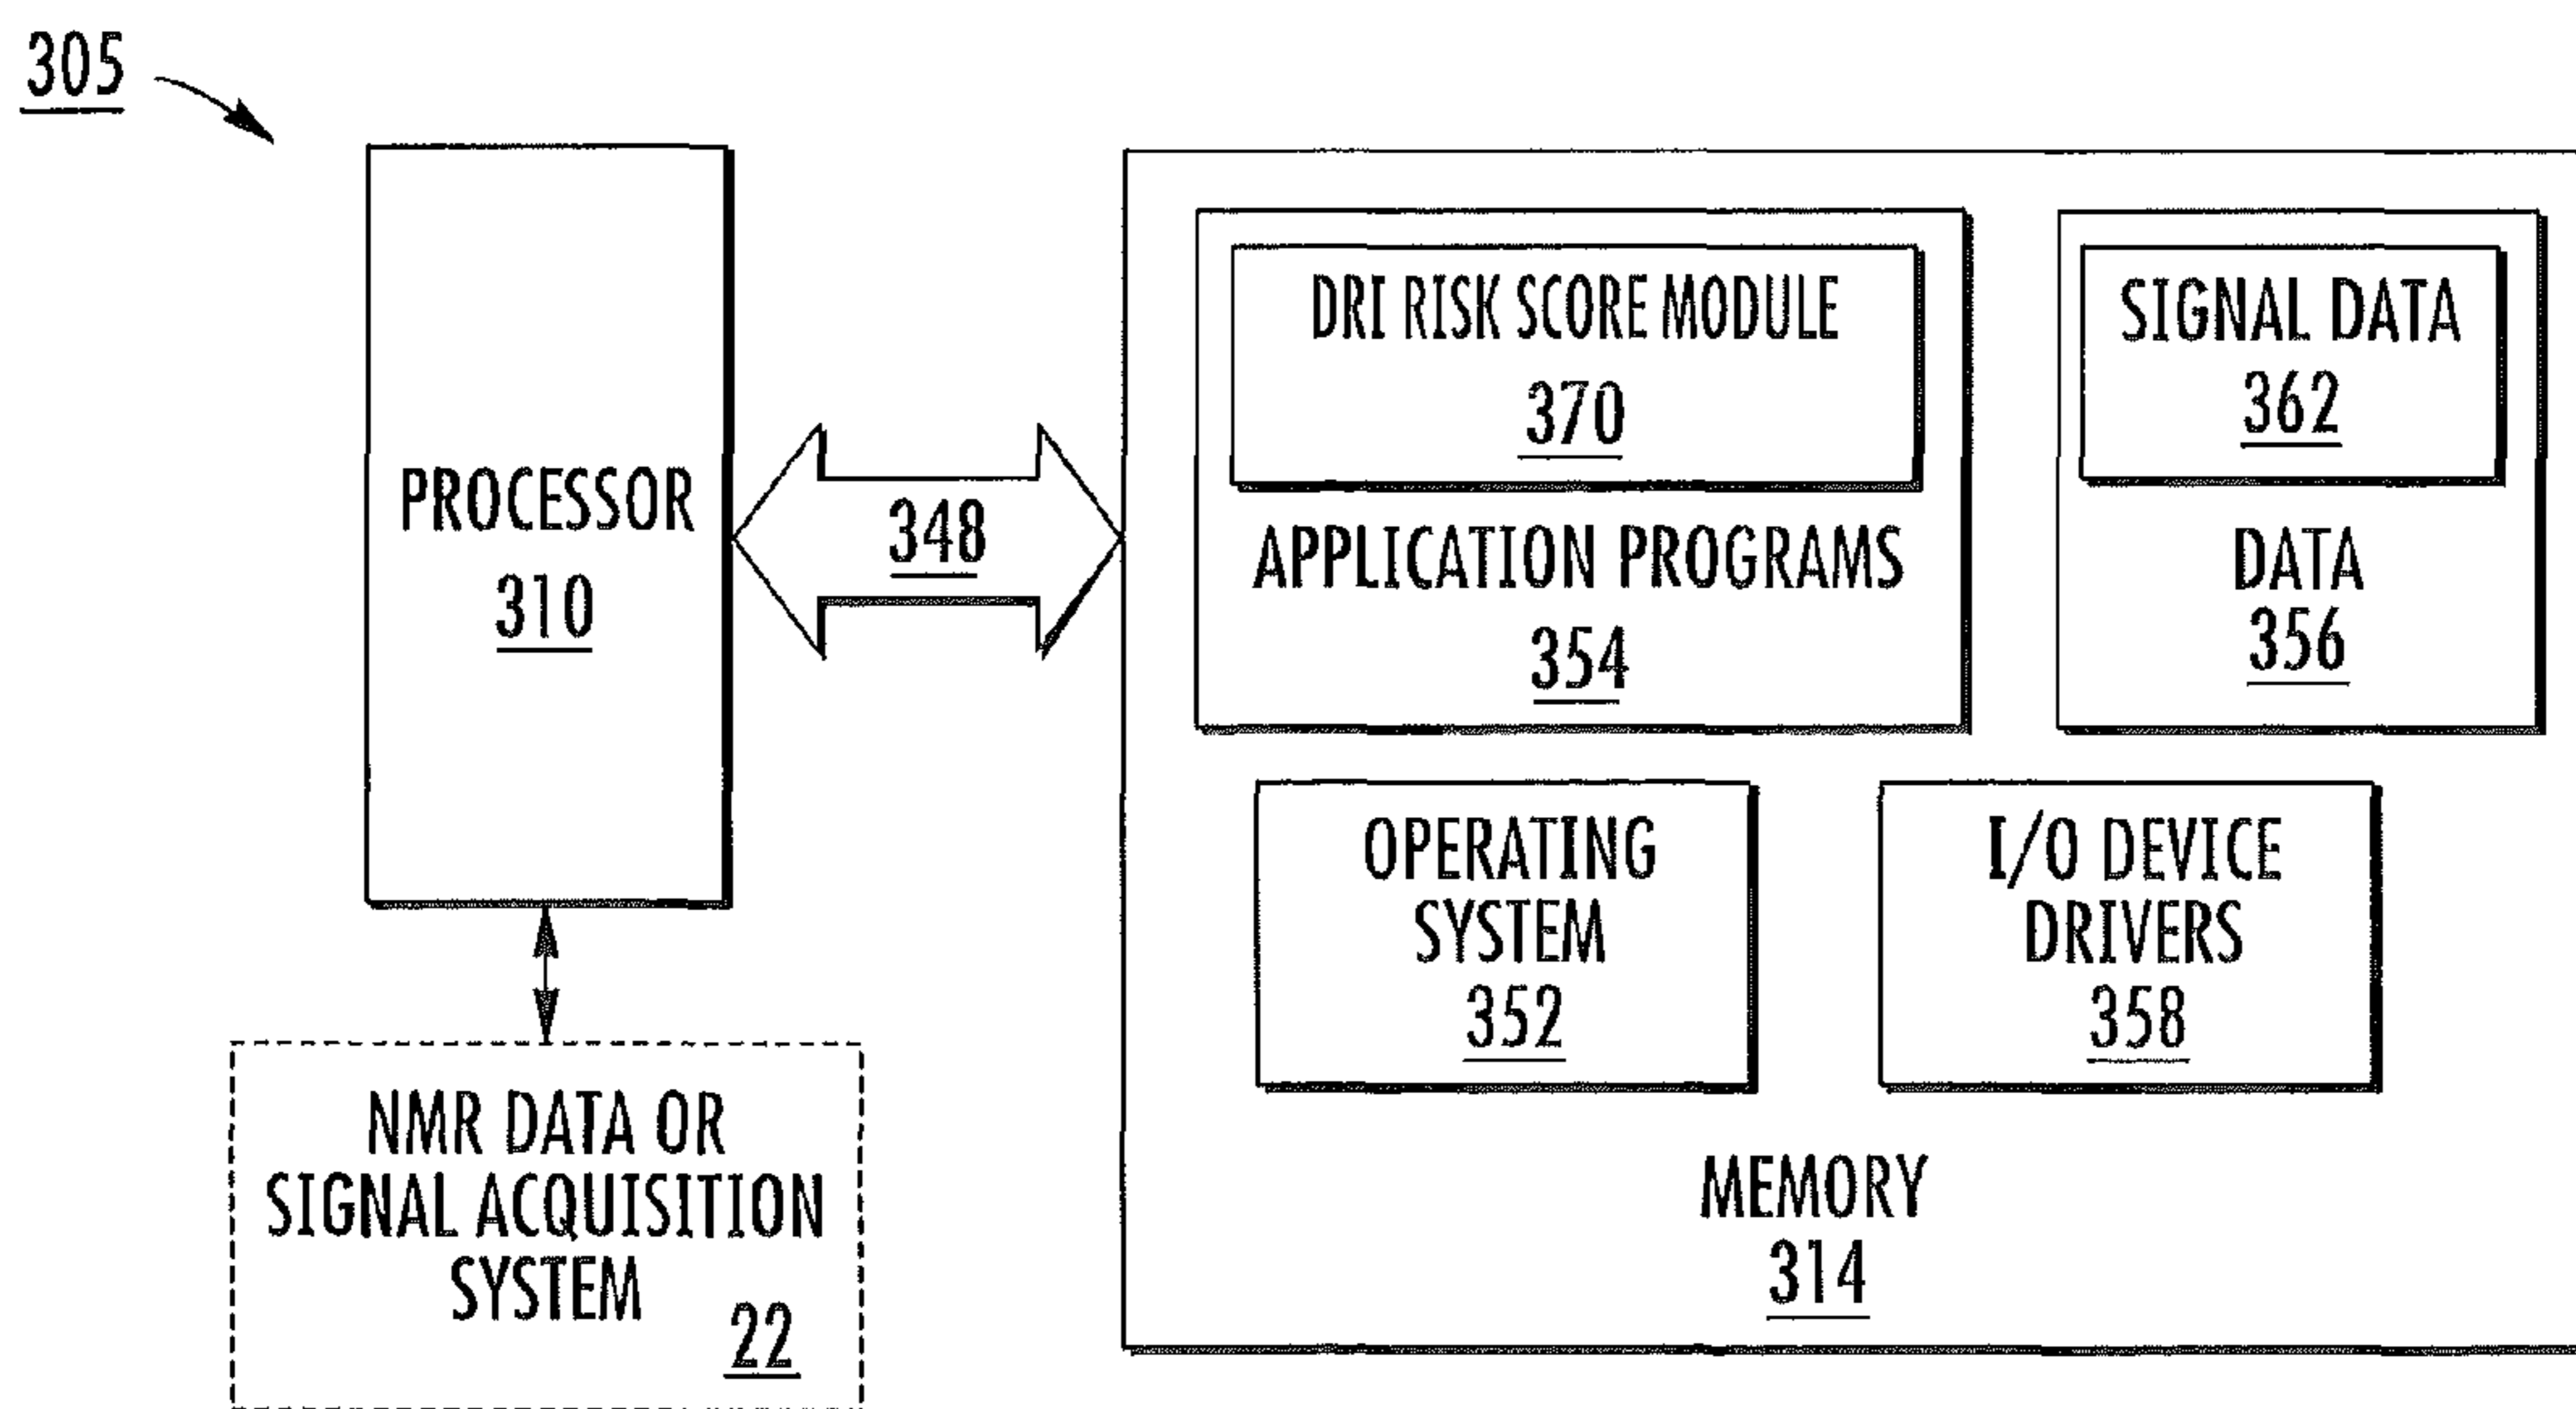 305
PROCESSOR
310
348
DRI RISK SCORE MODULE
370
APPLICATION PROGRAMS
354
SIGNAL DATA
362
DATA
356
OPERATING
SYSTEM
352
I/O DEVICE
DRIVERS
358
MEMORY
314
NMR DATA OR
SIGNAL ACQUISITION
SYSTEM
22